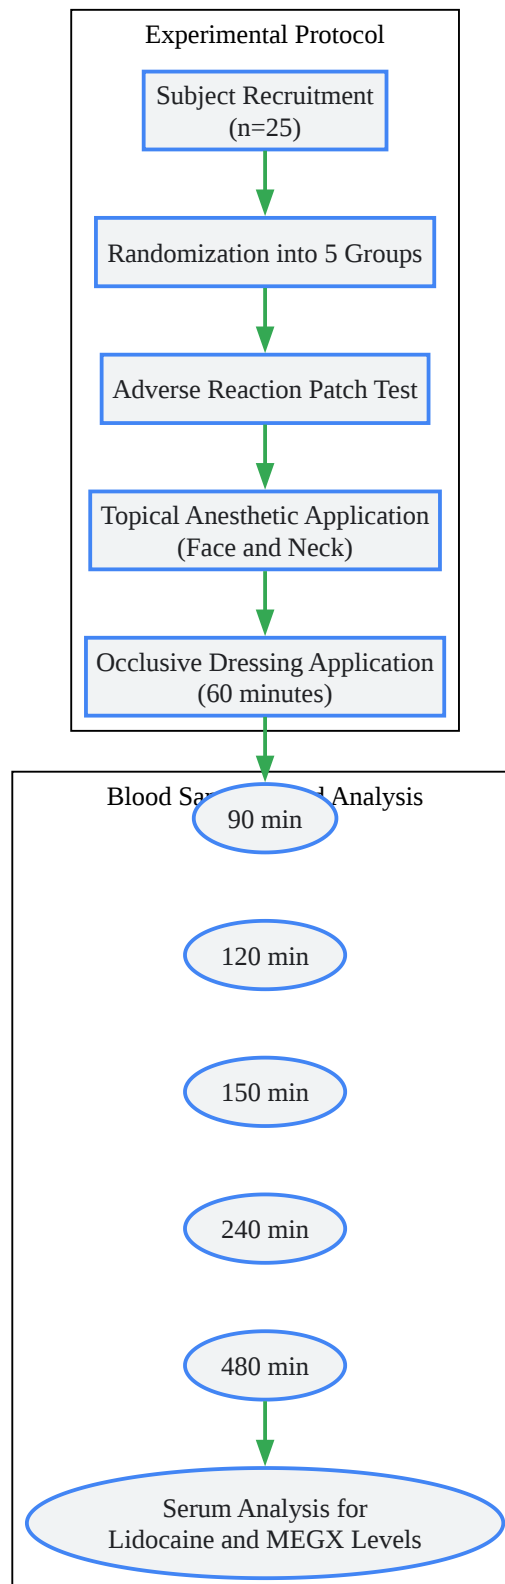 Experimental Protocol
Subject Recruitment
(n=25)
Randomization into 5 Groups
Adverse Reaction Patch Test
Topical Anesthetic Application
(Face and Neck)
Occlusive Dressing Application
(60 minutes)
Blood Analysis
90 min
120 min
150 min
240 min
480 min
Serum Analysis for
Lidocaine and MEGX Levels